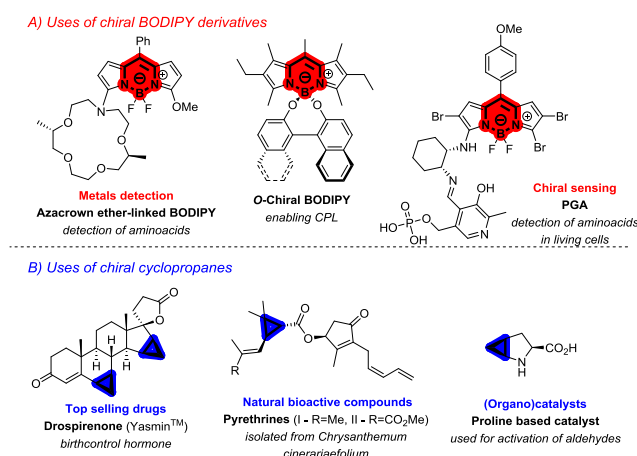 A) Uses of chiral BODIPY derivatives
Ph
N N
B
F F
OMe
N
O O
O O
Metals detection
Azacrown ether-linked BODIPY
detection of aminoacids
N N
B
O O
O-Chiral BODIPY
enabling CPL
OMe
Br Br
N N
B
NH F F Br
N
OH
O
HO P O
OH
N
Chiral sensing
PGA
detection of aminoacids
in living cells
B) Uses of chiral cyclopropanes
O
O
H H
H
O
Top selling drugs
Drospirenone (Yasmin™)
birthcontrol hormone
O
O
O
R
Natural bioactive compounds
Pyrethrines (I - R=Me, II - R=CO₂Me)
isolated from Chrysanthemum
cinerariaefolium
CO₂H
N
H
(Organo)catalysts
Proline based catalyst
used for activation of aldehydes